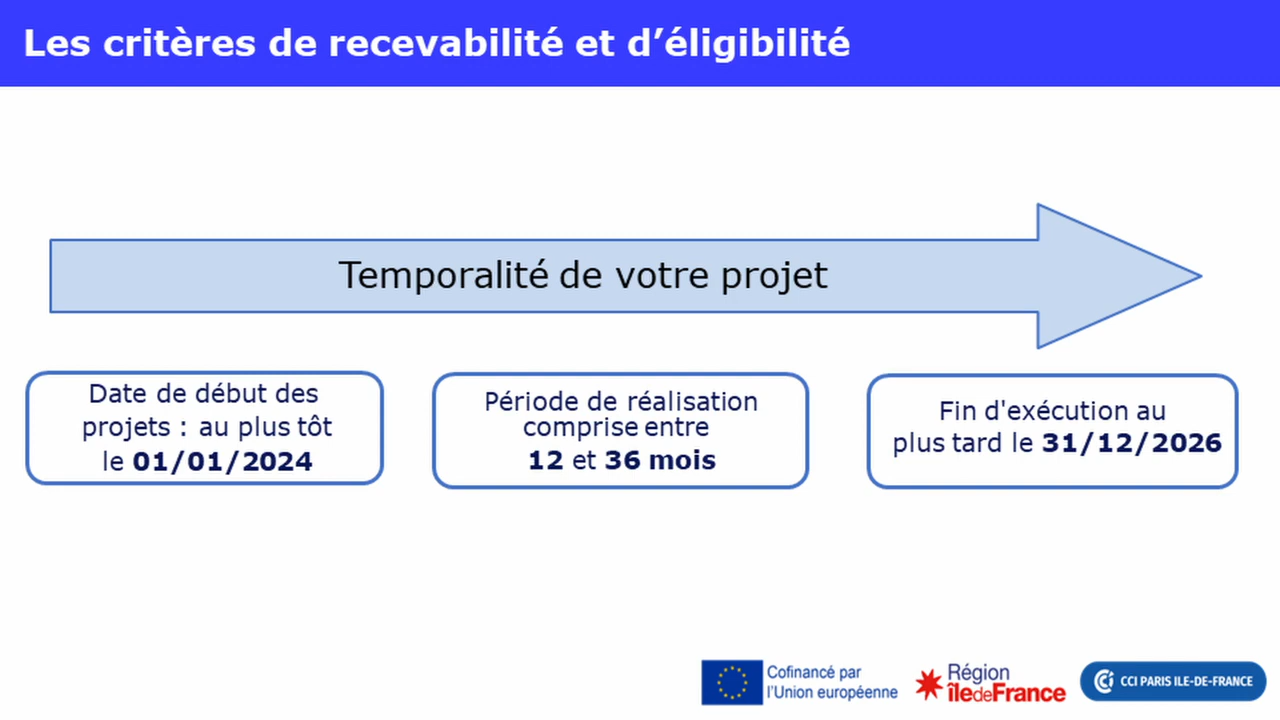 Les critères de recevabilité et d’éligibilité
Temporalité de votre projet
Date de début des
projets : au plus tôt
le 01/01/2024
Période de réalisation
comprise entre
12 et 36 mois
Fin d'exécution au
plus tard le 31/12/2026
Cofinancé par
l’Union européenne
Région
îledeFrance
CCI PARIS ILE-DE-FRANCE